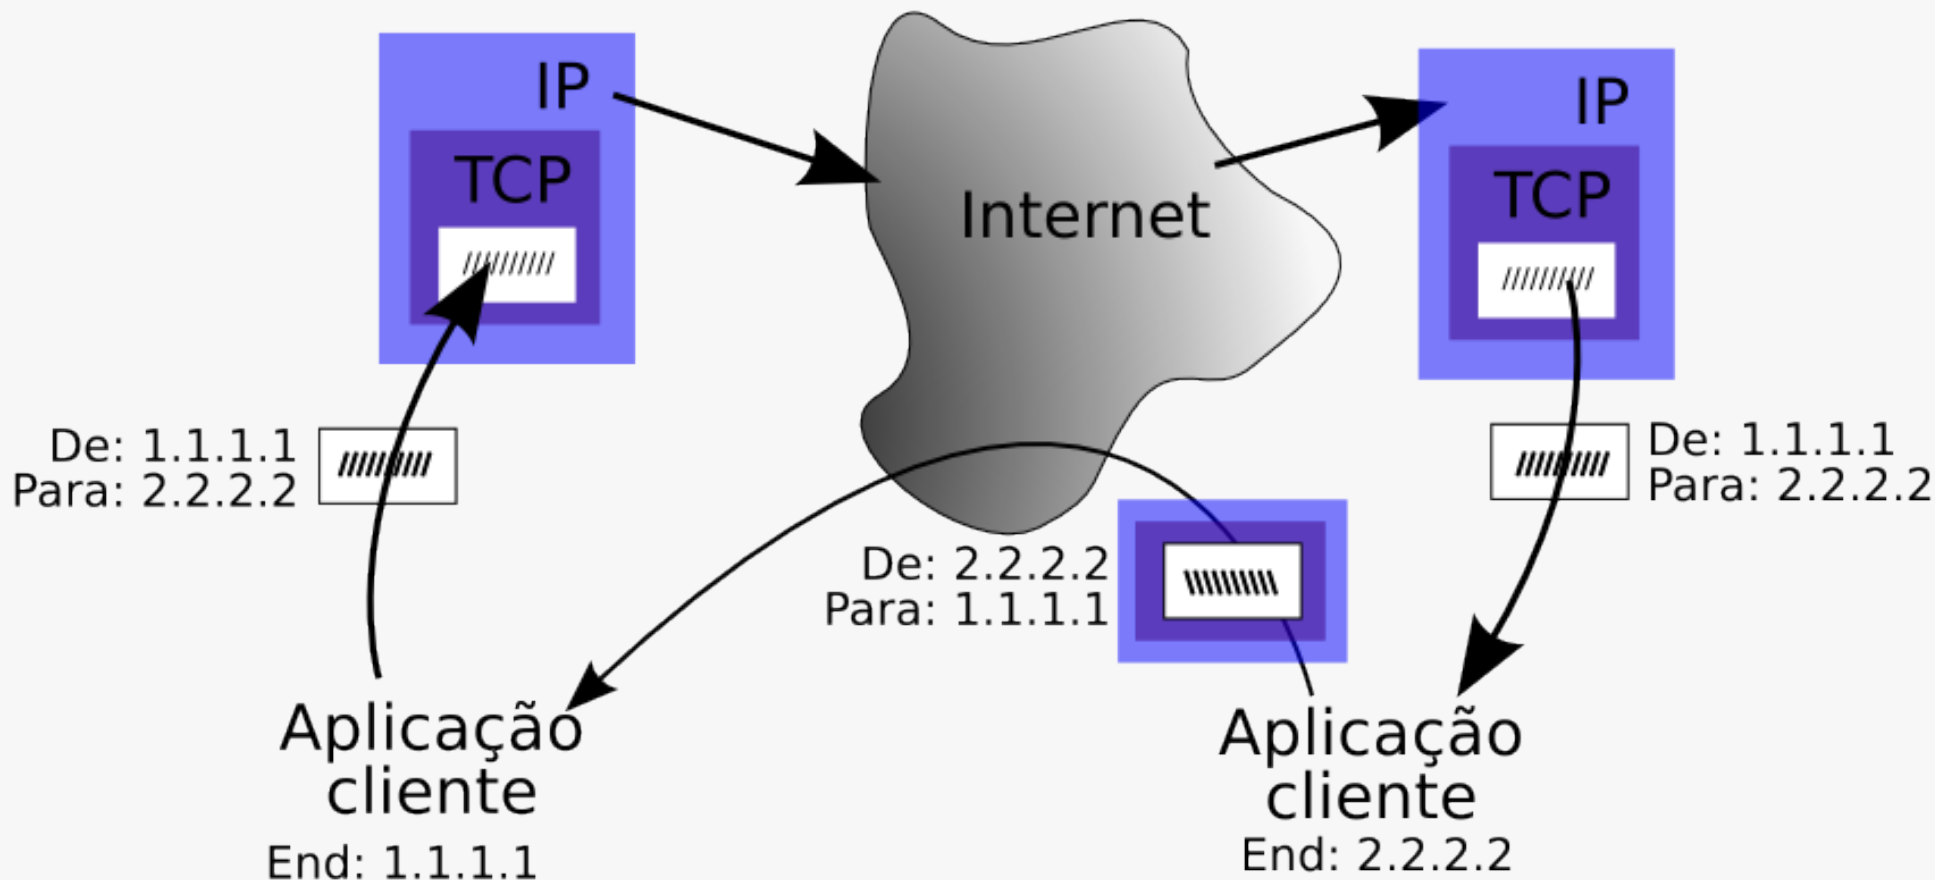 IP
TCP
//////////
Internet
IP
TCP
//////////
De: 1.1.1.1
Para: 2.2.2.2
De: 1.1.1.1
Para: 2.2.2.2
De: 2.2.2.2
Para: 1.1.1.1
Aplicação
cliente
End: 1.1.1.1
Aplicação
cliente
End: 2.2.2.2